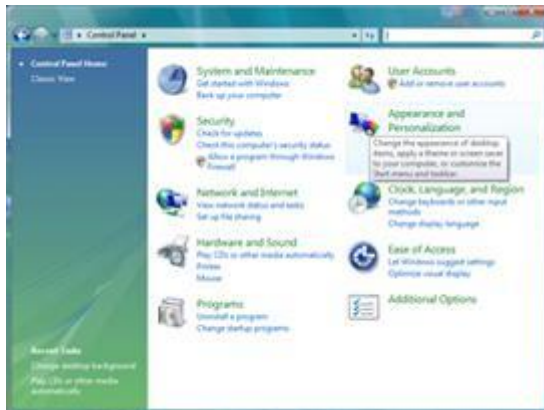 Control Panel
Control Panel Home
Classic View
System and Maintenance
Get started with Windows
Back up your computer
Security
Check for updates
Check this computer's security status
Allow a program through Windows
Firewall
Network and Internet
View network status and tasks
Set up file sharing
Hardware and Sound
Play CDs or other media automatically
Printer
Mouse
Programs
Uninstall a program
Change startup programs
User Accounts
Add or remove user accounts
Appearance and
Personalization
Change the appearance of desktop
items, apply a theme or screen saver
to your computer, or customize the
Start menu and taskbar.
Clock, Language, and Region
Change keyboards or other input
methods
Change display language
Ease of Access
Let Windows suggest settings
Optimize visual display
Additional Options
Recent Tasks
Change desktop background
Play CDs or other media
automatically